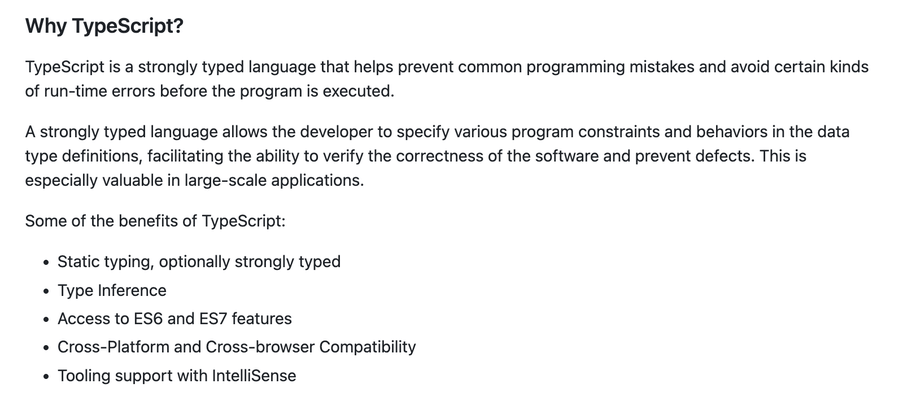 Why TypeScript?
TypeScript is a strongly typed language that helps prevent common programming mistakes and avoid certain kinds
of run-time errors before the program is executed.
A strongly typed language allows the developer to specify various program constraints and behaviors in the data
type definitions, facilitating the ability to verify the correctness of the software and prevent defects. This is
especially valuable in large-scale applications.
Some of the benefits of TypeScript:
• Static typing, optionally strongly typed
• Type Inference
• Access to ES6 and ES7 features
• Cross-Platform and Cross-browser Compatibility
• Tooling support with IntelliSense